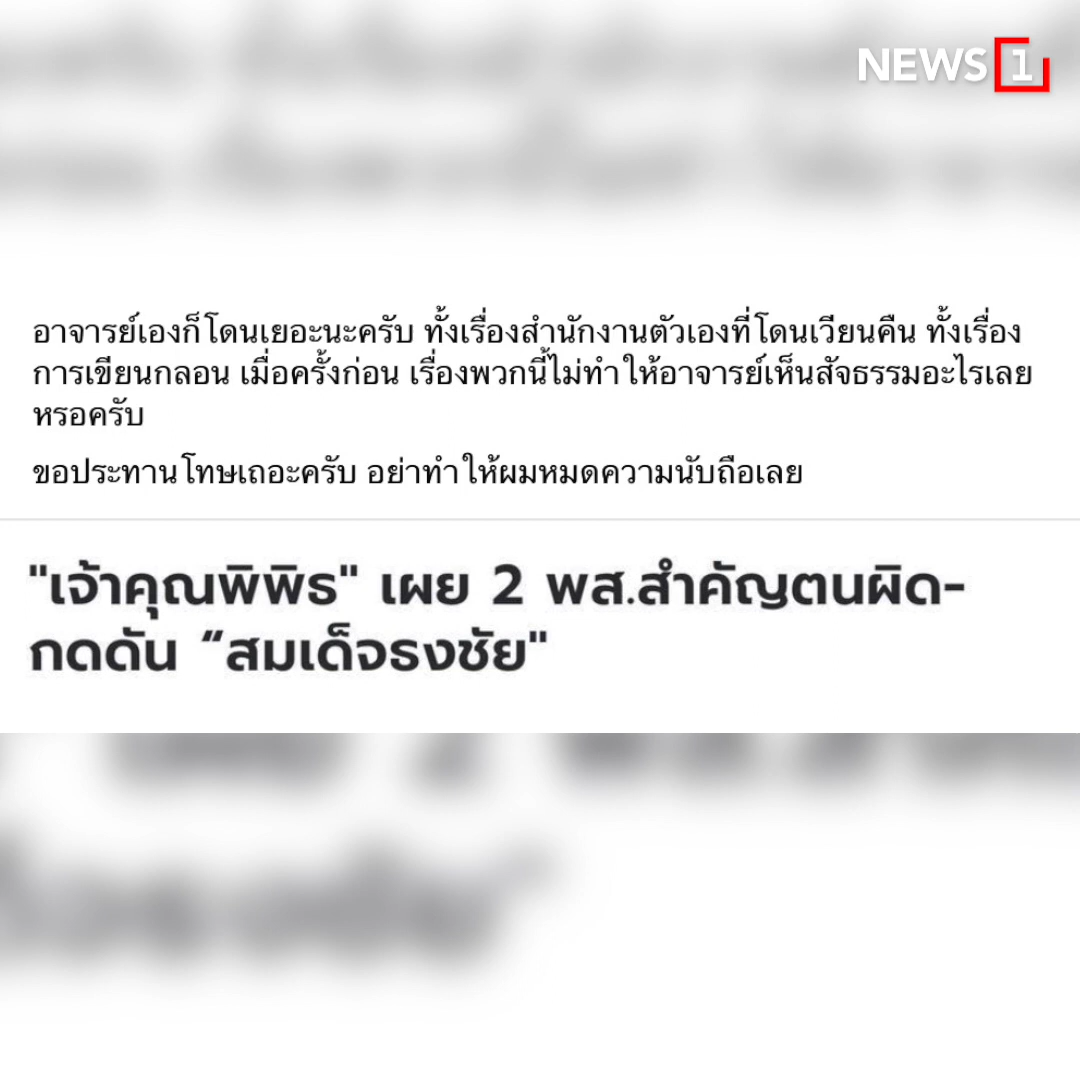 NEWS 1
อาจารย์เองก็โดนเยอะนะครับ ทั้งเรื่องสำนักงานตัวเองที่โดนเวียนคืน ทั้งเรื่อง
การเขียนกลอน เมื่อครั้งก่อน เรื่องพวกนี้ไม่ทำให้อาจารย์เห็นสัจธรรมอะไรเลย
หรอครับ
ขอประทานโทษเถอะครับ อย่าทำให้ผมหมดความนับถือเลย
"เจ้าคุณพิพิธ" เผย 2 พส.สำคัญตนผิด-
กดดัน “สมเด็จธงชัย"